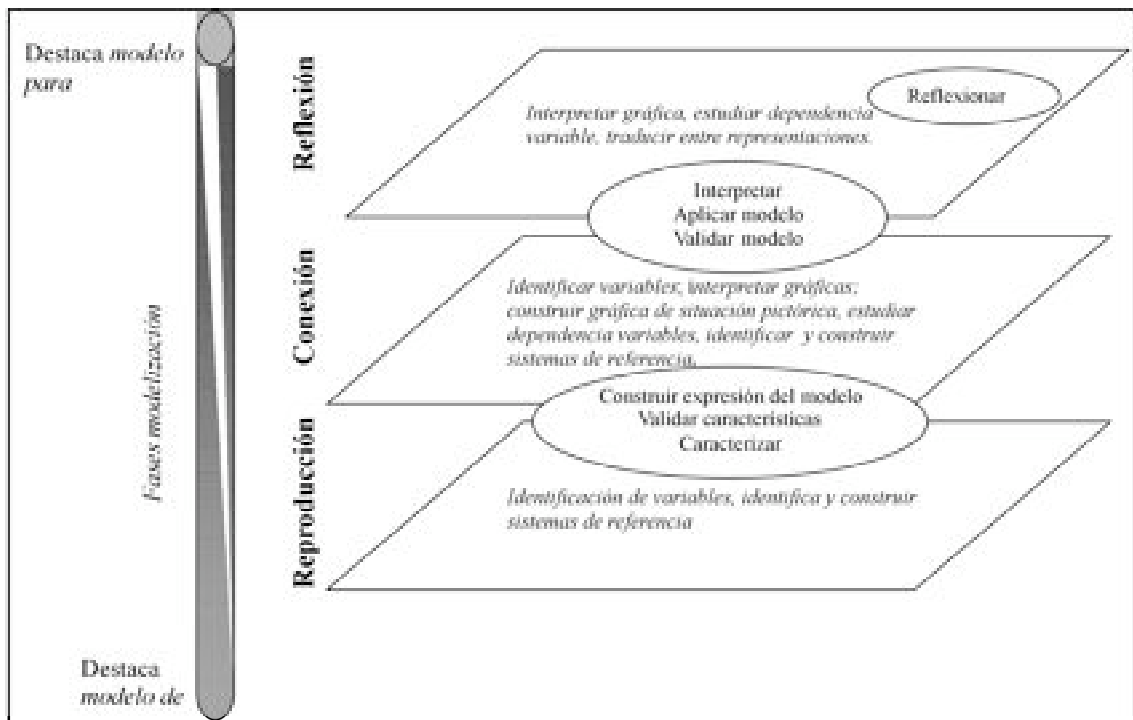 Destaca modelo
para
Fases modelización
Destaca
modelo de
Reflexión
Interpretar gráfica, estudiar dependencia
variable, traducir entre representaciones.
Reflexionar
Interpretar
Aplicar modelo
Validar modelo
Conexión
Identificar variables, interpretar gráficas;
construir gráfica de situación pictórica, estudiar
dependencia variables, identificar y construir
sistemas de referencia.
Construir expresión del modelo
Validar características
Caracterizar
Reproducción
Identificación de variables, identifica y construir
sistemas de referencia